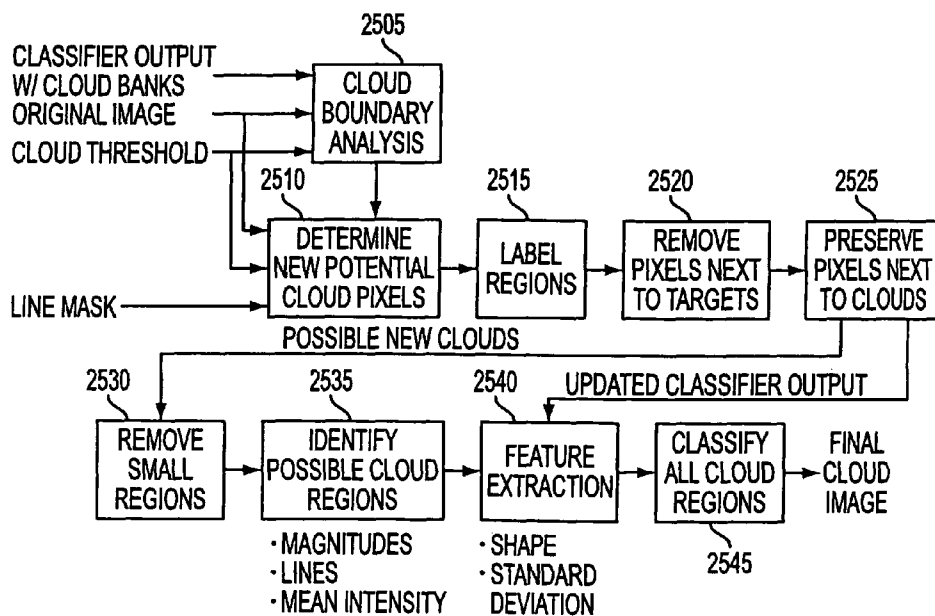 2505
CLASSIFIER OUTPUT
W/ CLOUD BANKS
ORIGINAL IMAGE
CLOUD THRESHOLD
CLOUD
BOUNDARY
ANALYSIS
2510
2515
2520
2525
DETERMINE
NEW POTENTIAL
CLOUD PIXELS
LABEL
REGIONS
REMOVE
PIXELS NEXT
TO TARGETS
PRESERVE
PIXELS NEXT
TO CLOUDS
LINE MASK
POSSIBLE NEW CLOUDS
2530
2535
2540
UPDATED CLASSIFIER OUTPUT
REMOVE
SMALL
REGIONS
IDENTIFY
POSSIBLE CLOUD
REGIONS
FEATURE
EXTRACTION
CLASSIFY
ALL CLOUD
REGIONS
FINAL
CLOUD
IMAGE
· MAGNITUDES
· LINES
· MEAN INTENSITY
· SHAPE
· STANDARD
DEVIATION
2545